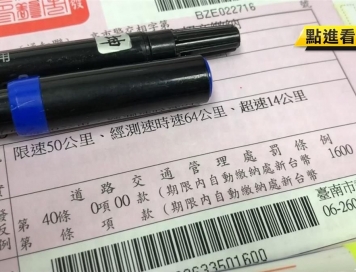 點進看
BZE022716
限速50公里、經測速時速64公里、超速14公里
道路交通管理處罰條例
第40條0項00款(期限內自動繳納處新台幣 1600
第 條 項 款(期限內自動繳納處新台幣
臺南市
06-26
33501600